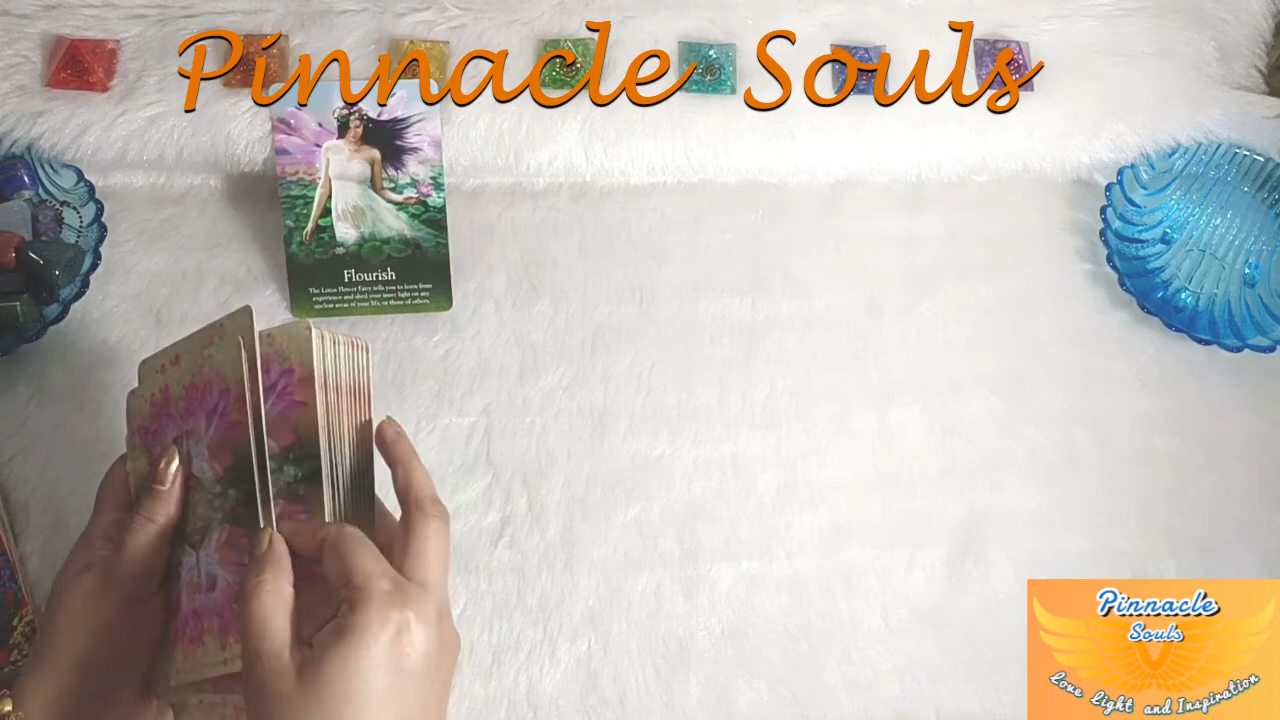 Pinnacle Souls
Flourish
The Lotus Flower Fairy tells you to learn from
experience and shed your inner light on any
unclear areas of your life, or those of others.
Pinnacle
Souls
Love Light and Inspiration